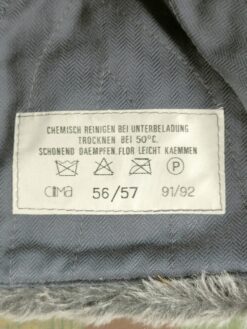 CHEMISCH REINIGEN BEI UNTERBELADUNG
TROCKNEN BEI 50°C.
SCHONEND DAEMPFEN. FLOR LEICHT KAEMMEN
P
Clima 56/57 91/92